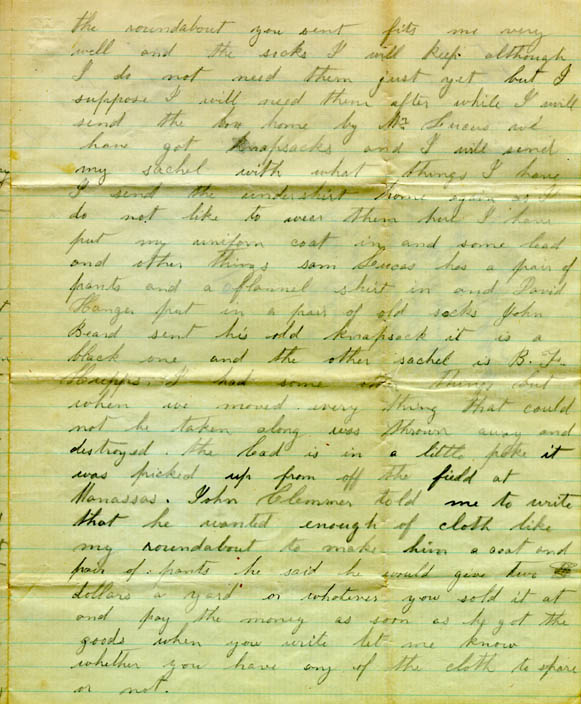 the roundabout you sent fits me very
well and the socks I will keep although
I do not need them just yet but I
suppose I will need them after while I will
send the box home by Mr Lucus we
have got knapsacks and I will send
my sachel with what things I have
I send the undershirt home again as I
do not like to wear them here I have
put my uniform coat in and some lead
and other things Sam Lucas has a pair of
pants and a flannel shirt in and David
Hanger put in a pair of old socks John
Beard sent his old knapsack it is a
black one and the other sachel is B. F.
Hupps. I had some other things but
when we moved every thing that could
not be taken along was thrown away and
destroyed. the lead is in a little poke it
was picked up from off the field at
Manassas. John Clemmer told me to write
that he wanted enough of cloth like
my roundabout to make him a coat and
pair of pants he said he would give two
dollars a yard or whatever you sold it at
and pay the money as soon as he got the
goods when you write let me know
whether you have any of the cloth to spare
or not.